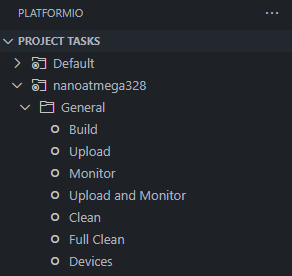 PLATFORMIO
PROJECT TASKS
Default
nanoatmega328
General
Build
Upload
Monitor
Upload and Monitor
Clean
Full Clean
Devices